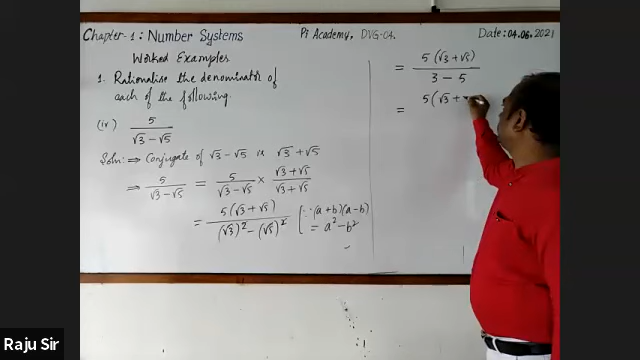 Chapter-1: Number Systems
Pi Academy, DVG-04.
Date: 04.06.2021
Worked Examples
1. Rationalise the denominator of
each of the following.
(iv) 5/(√3 − √5)
Soln: ⇒ Conjugate of √3 − √5 is √3 + √5
⇒ 5/(√3 − √5) = 5/(√3 − √5) × (√3 + √5)/(√3 + √5)
= 5(√3 + √5)/((√3)² − (√5)²) [∵ (a+b)(a−b)
= a² − b²
= 5(√3 + √5)/(3 − 5)
= 5(√3 +
Raju Sir